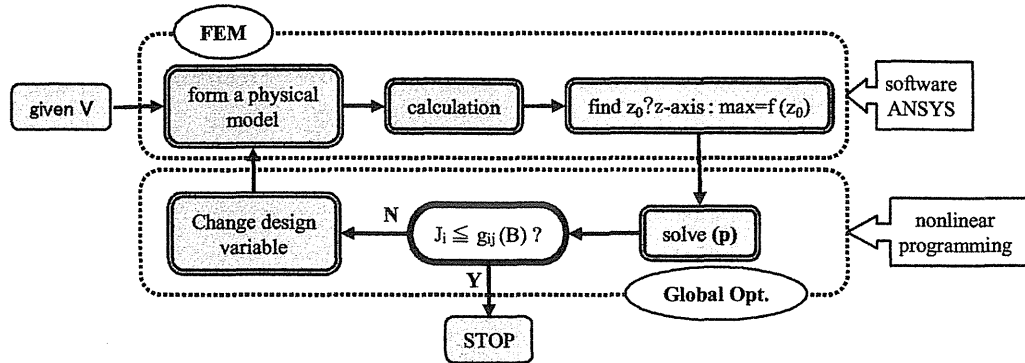 FEM
given V
form a physical
model
calculation
find z₀?z-axis : max=f (z₀)
software
ANSYS
Change design
variable
N
Jᵢ ≦ gᵢⱼ (B) ?
solve (p)
nonlinear
programming
Y
Global Opt.
STOP